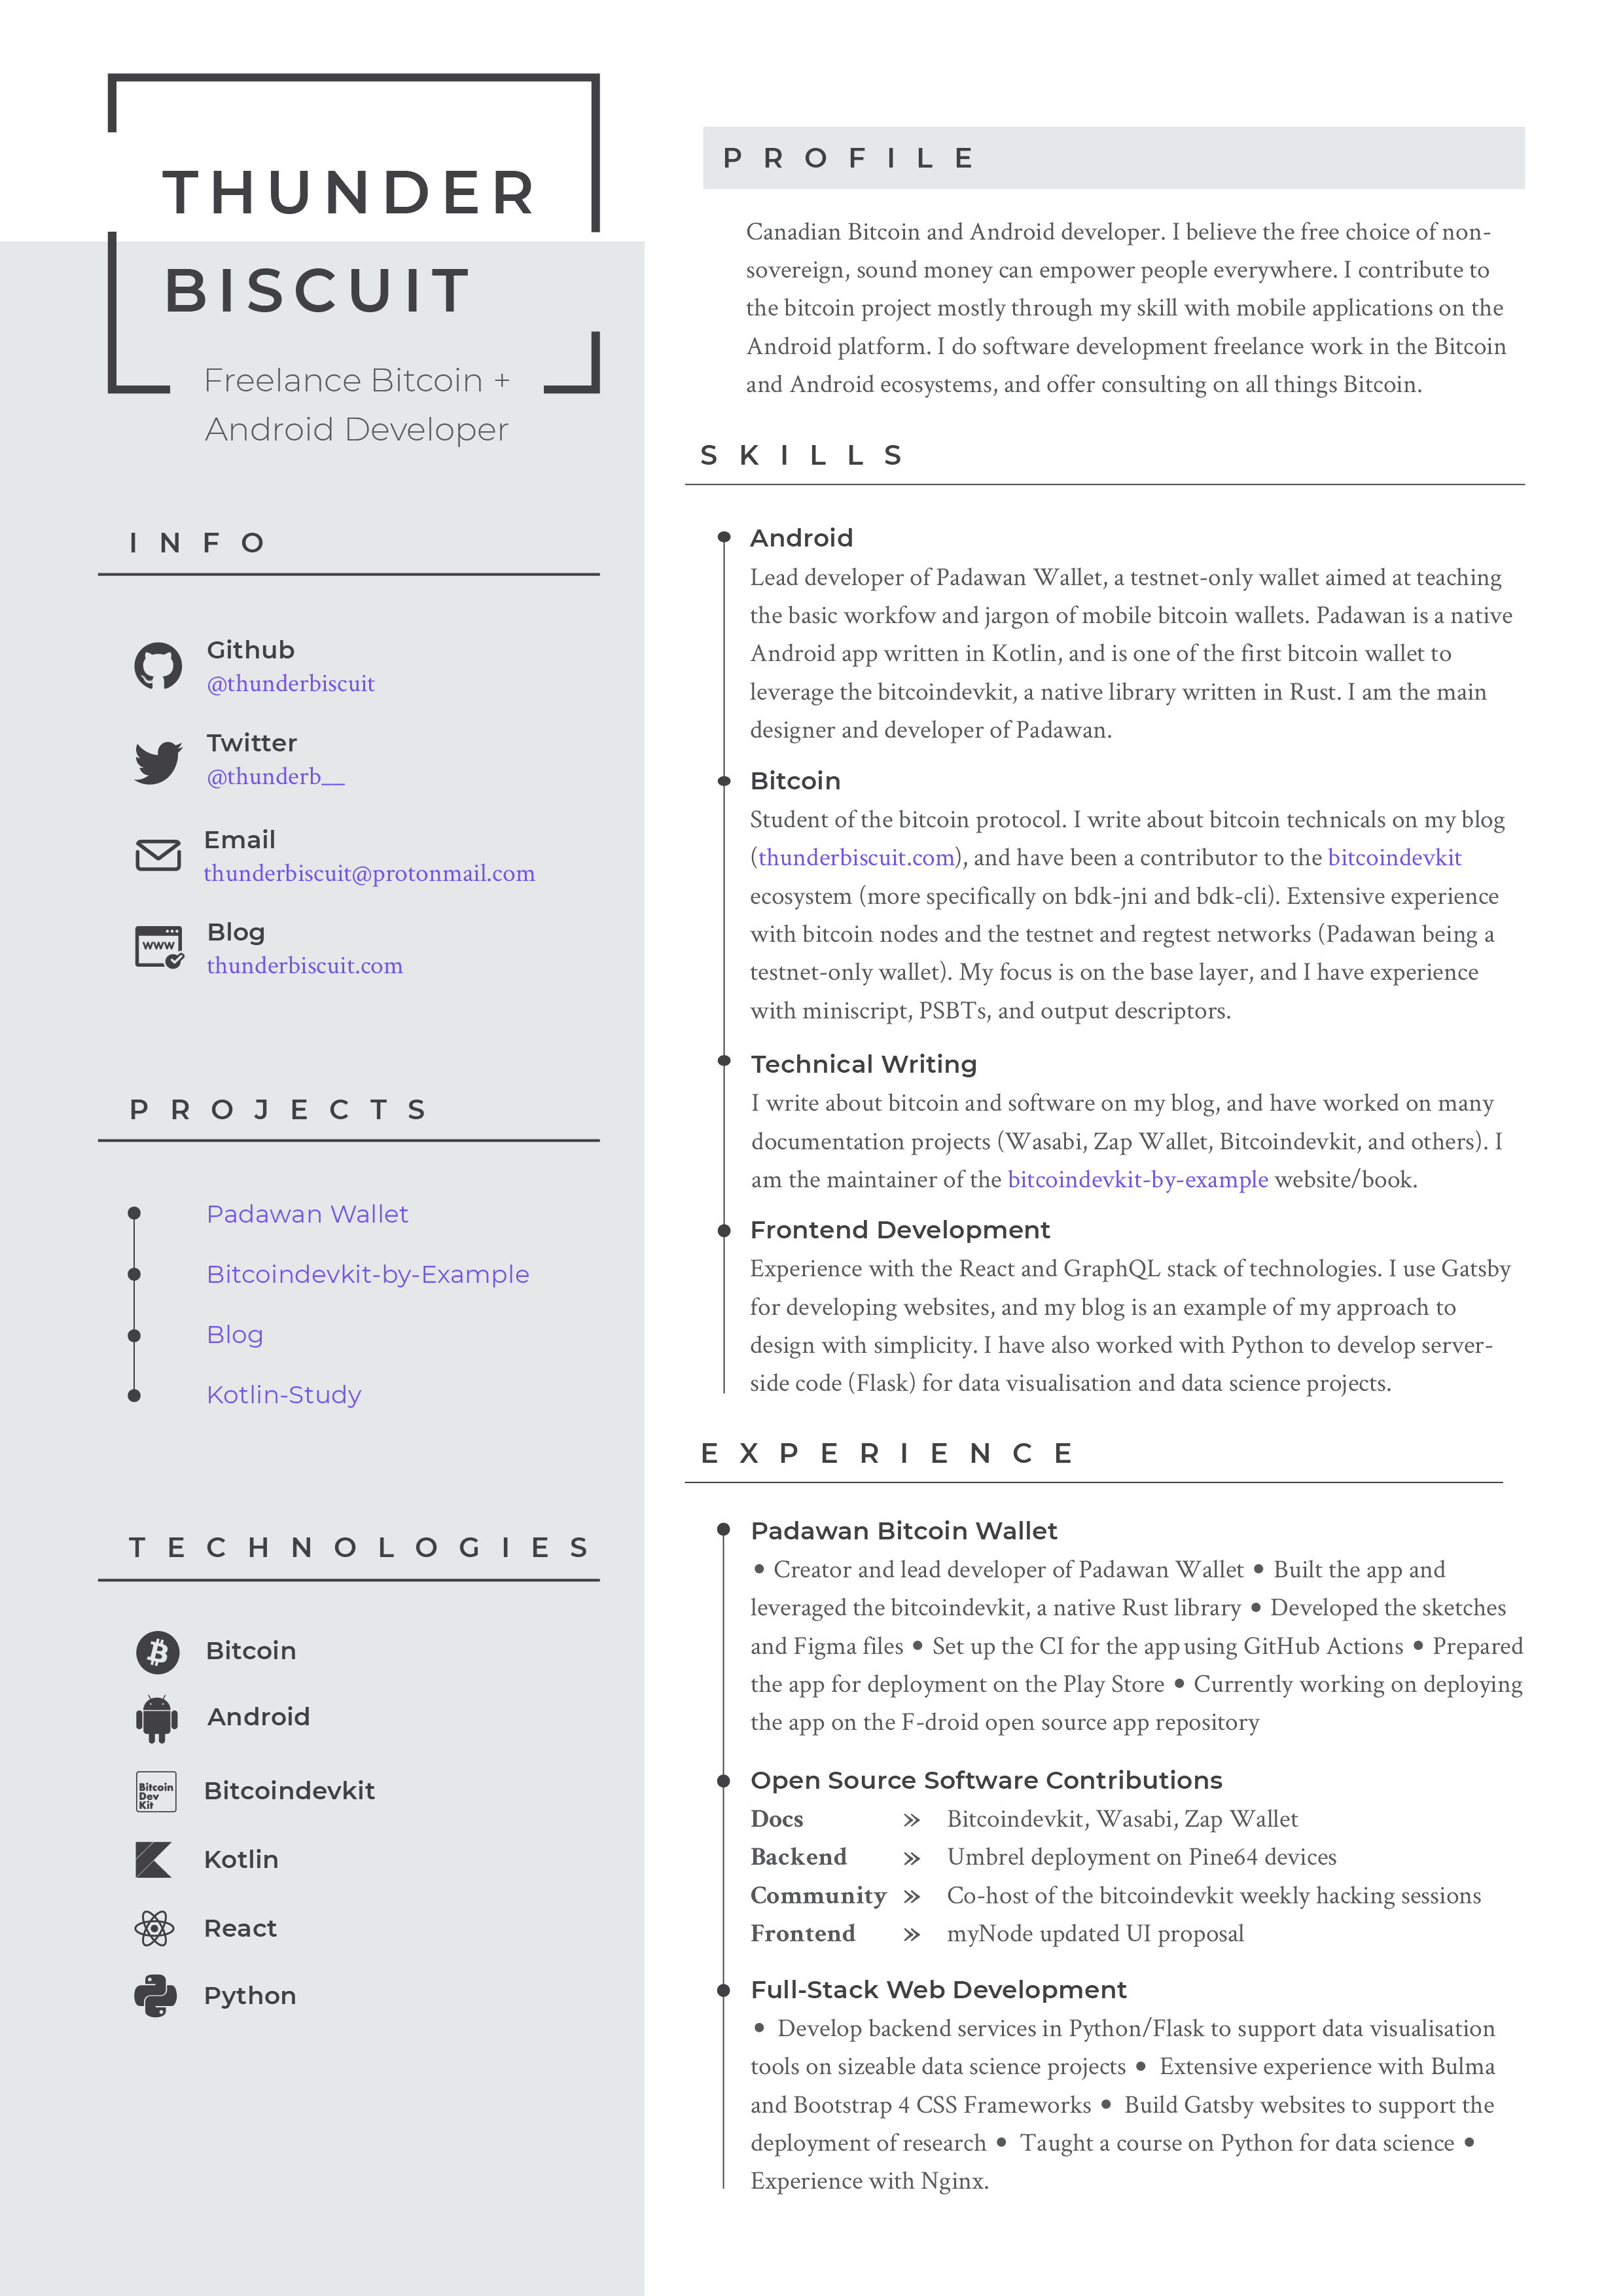 THUNDER
BISCUIT
Freelance Bitcoin +
Android Developer
INFO
Github
@thunderbiscuit
Twitter
@thunderb__
Email
thunderbiscuit@protonmail.com
www
Blog
thunderbiscuit.com
PROJECTS
Padawan Wallet
Bitcoindevkit-by-Example
Blog
Kotlin-Study
TECHNOLOGIES
Bitcoin
Android
Bitcoin
Dev
Kit
Bitcoindevkit
Kotlin
React
Python
PROFILE
Canadian Bitcoin and Android developer. I believe the free choice of non-
sovereign, sound money can empower people everywhere. I contribute to
the bitcoin project mostly through my skill with mobile applications on the
Android platform. I do software development freelance work in the Bitcoin
and Android ecosystems, and offer consulting on all things Bitcoin.
SKILLS
Android
Lead developer of Padawan Wallet, a testnet-only wallet aimed at teaching
the basic workfow and jargon of mobile bitcoin wallets. Padawan is a native
Android app written in Kotlin, and is one of the first bitcoin wallet to
leverage the bitcoindevkit, a native library written in Rust. I am the main
designer and developer of Padawan.
Bitcoin
Student of the bitcoin protocol. I write about bitcoin technicals on my blog
(thunderbiscuit.com), and have been a contributor to the bitcoindevkit
ecosystem (more specifically on bdk-jni and bdk-cli). Extensive experience
with bitcoin nodes and the testnet and regtest networks (Padawan being a
testnet-only wallet). My focus is on the base layer, and I have experience
with miniscript, PSBTs, and output descriptors.
Technical Writing
I write about bitcoin and software on my blog, and have worked on many
documentation projects (Wasabi, Zap Wallet, Bitcoindevkit, and others). I
am the maintainer of the bitcoindevkit-by-example website/book.
Frontend Development
Experience with the React and GraphQL stack of technologies. I use Gatsby
for developing websites, and my blog is an example of my approach to
design with simplicity. I have also worked with Python to develop server-
side code (Flask) for data visualisation and data science projects.
EXPERIENCE
Padawan Bitcoin Wallet
• Creator and lead developer of Padawan Wallet • Built the app and
leveraged the bitcoindevkit, a native Rust library • Developed the sketches
and Figma files • Set up the CI for the app using GitHub Actions • Prepared
the app for deployment on the Play Store • Currently working on deploying
the app on the F-droid open source app repository
Open Source Software Contributions
Docs » Bitcoindevkit, Wasabi, Zap Wallet
Backend » Umbrel deployment on Pine64 devices
Community » Co-host of the bitcoindevkit weekly hacking sessions
Frontend » myNode updated UI proposal
Full-Stack Web Development
• Develop backend services in Python/Flask to support data visualisation
tools on sizeable data science projects • Extensive experience with Bulma
and Bootstrap 4 CSS Frameworks • Build Gatsby websites to support the
deployment of research • Taught a course on Python for data science •
Experience with Nginx.